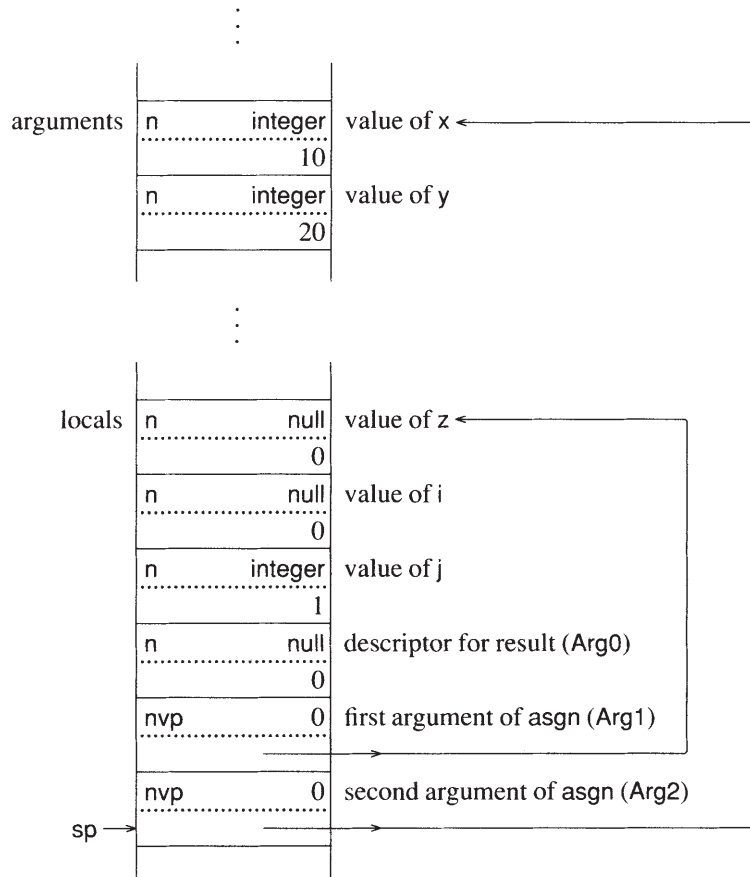 arguments n integer value of x
10
n integer value of y
20
locals n null value of z
0
n null value of i
0
n integer value of j
1
n null descriptor for result (Arg0)
0
nvp 0 first argument of asgn (Arg1)
nvp 0 second argument of asgn (Arg2)
sp